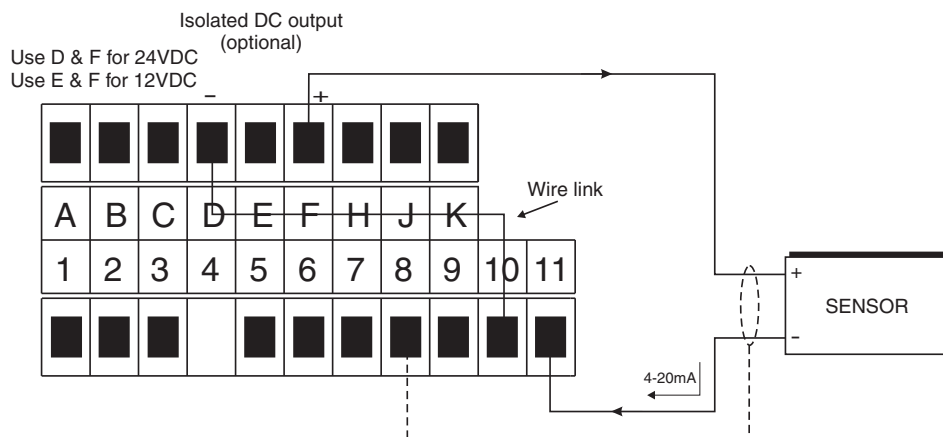 Isolated DC output
(optional)
Use D & F for 24VDC
Use E & F for 12VDC
– +
A B C D E F H J K
Wire link
1 2 3 4 5 6 7 8 9 10 11
+
SENSOR
–
4-20mA